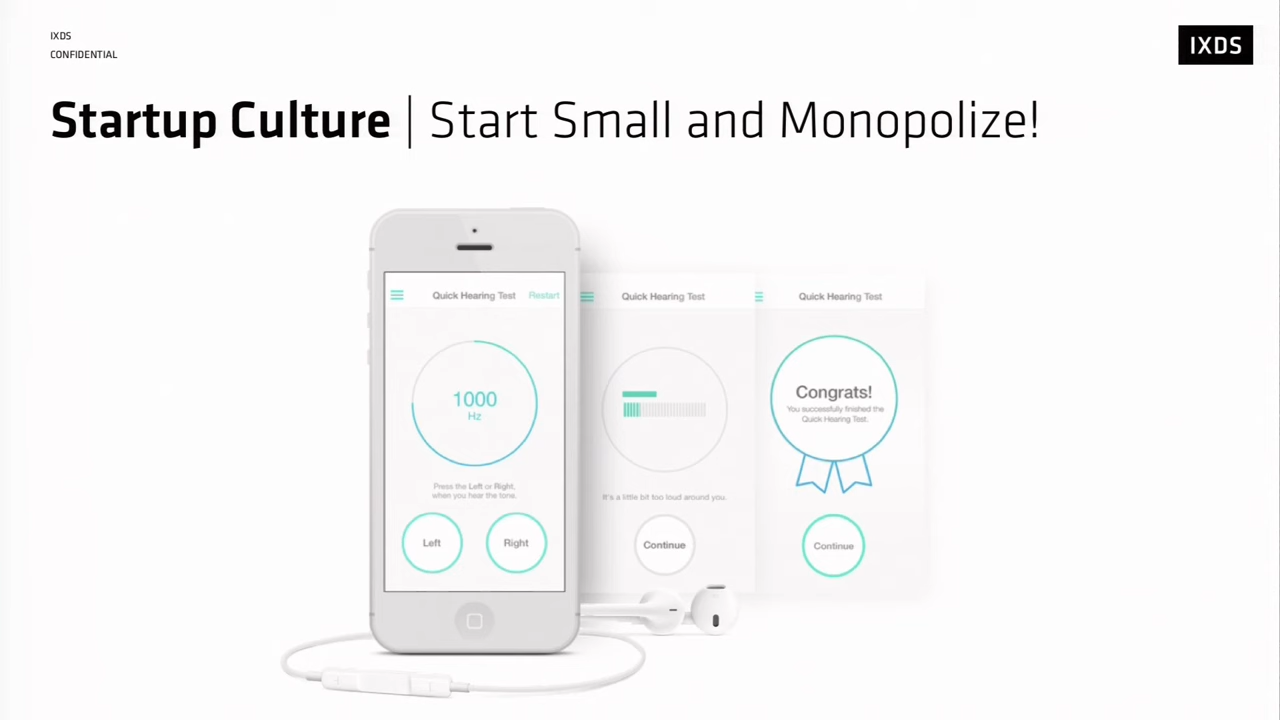 IXDS
CONFIDENTIAL
IXDS
Startup Culture | Start Small and Monopolize!
Quick Hearing Test Restart
1000
Hz
Press the Left or Right,
when you hear the tone.
Left Right
Quick Hearing Test
It's a little bit too loud around you.
Continue
Quick Hearing Test
Congrats!
You successfully finished the
Quick Hearing Test.
Continue